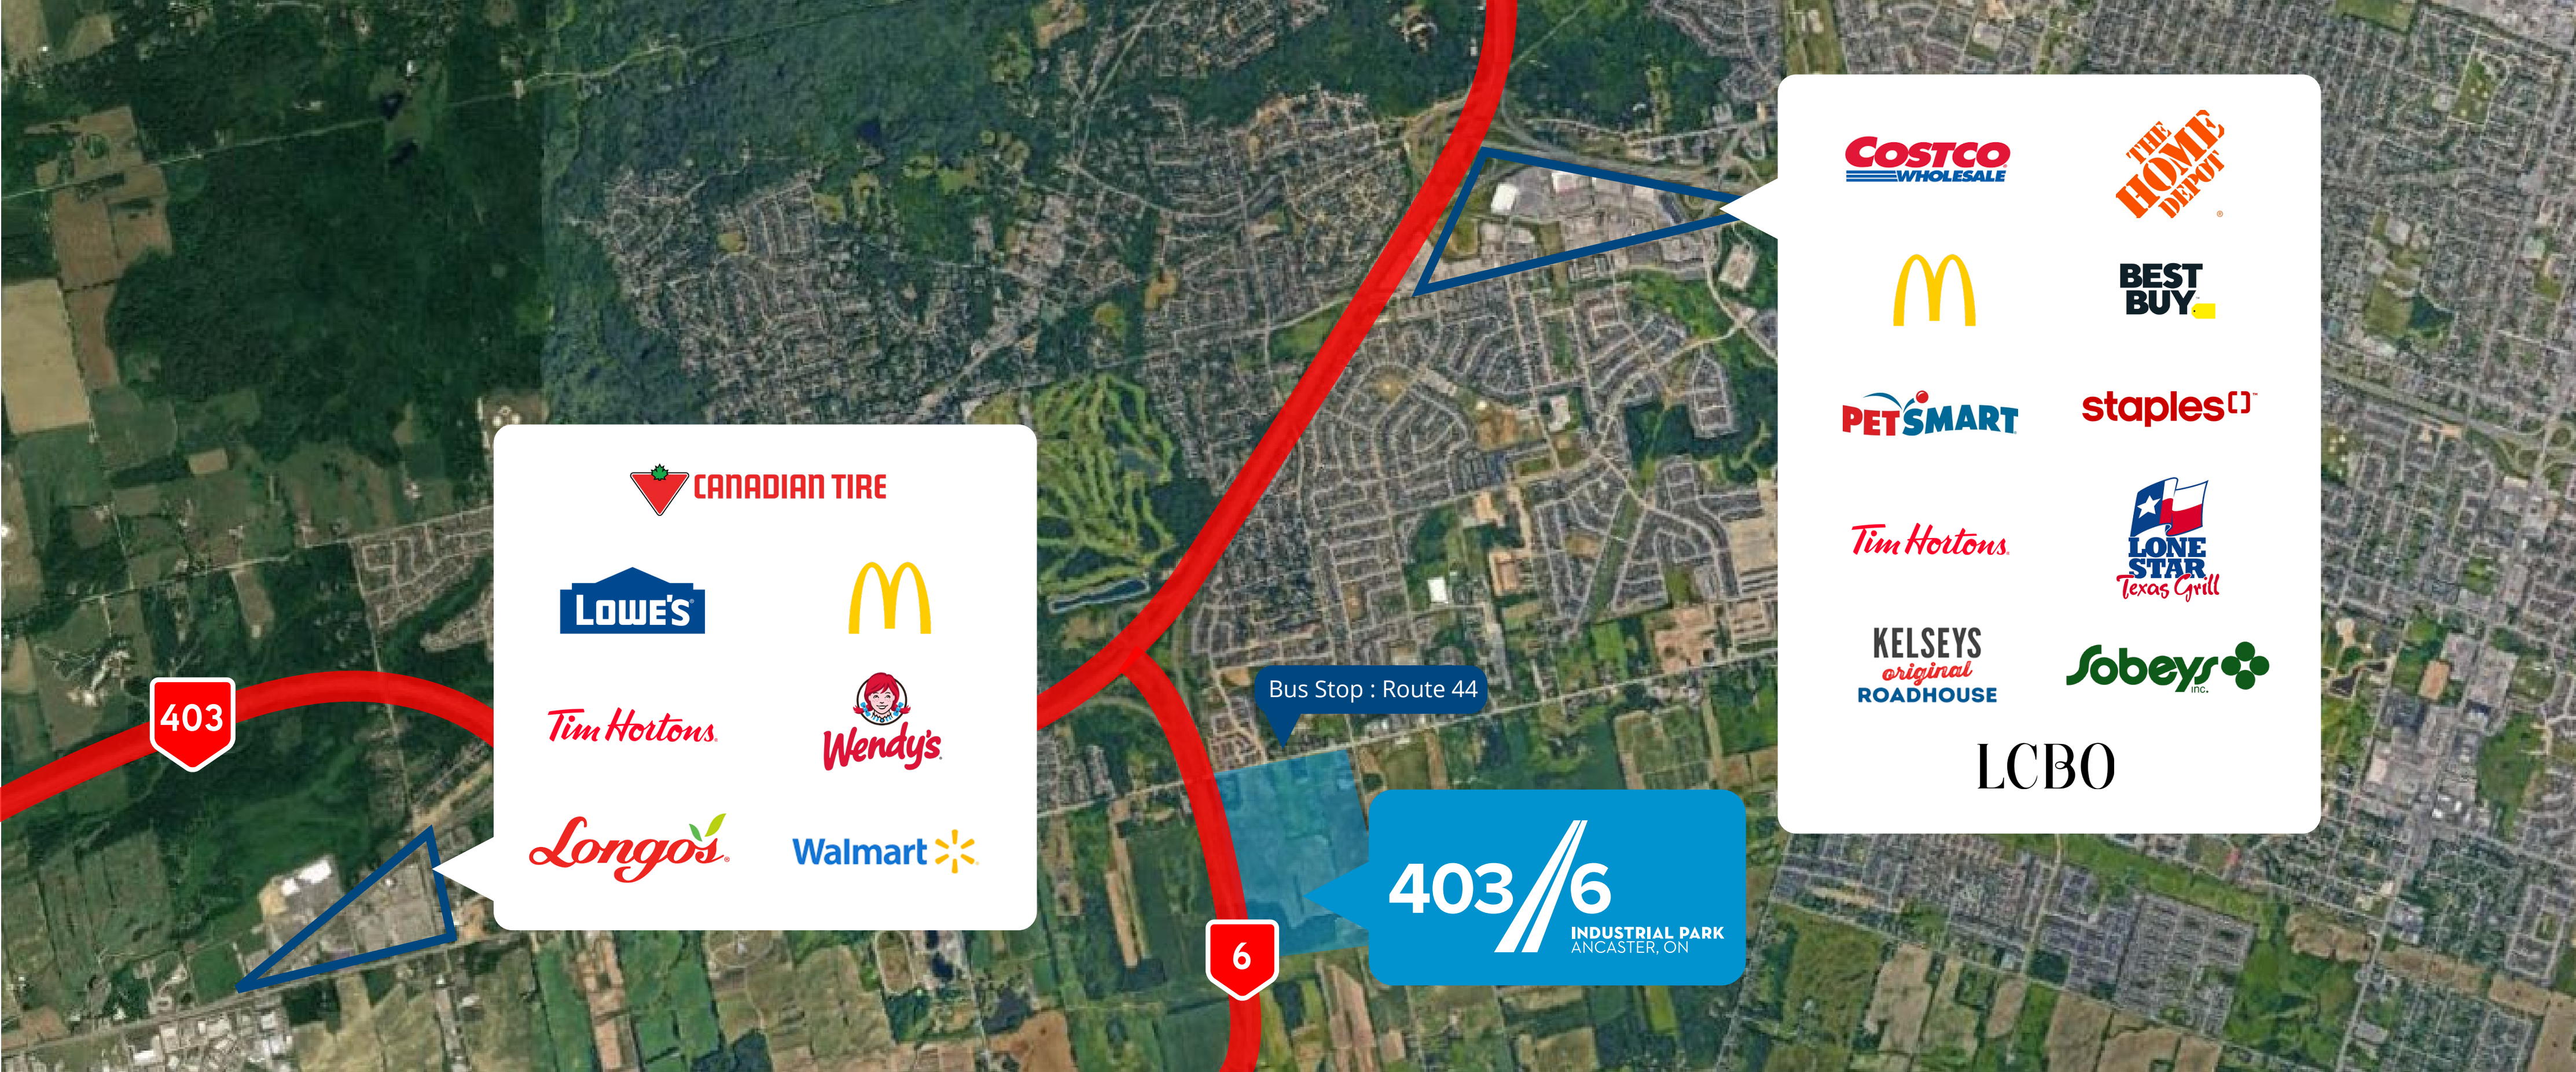 403
CANADIAN TIRE
LOWE'S
Tim Hortons.
Wendy's
Longo's
Walmart
Bus Stop : Route 44
6
403 6
INDUSTRIAL PARK
ANCASTER, ON
COSTCO
WHOLESALE
THE
HOME
DEPOT
BEST
BUY
PETSMART
staples
Tim Hortons.
LONE
STAR
Texas Grill
KELSEYS
original
ROADHOUSE
Sobeys
inc.
LCBO